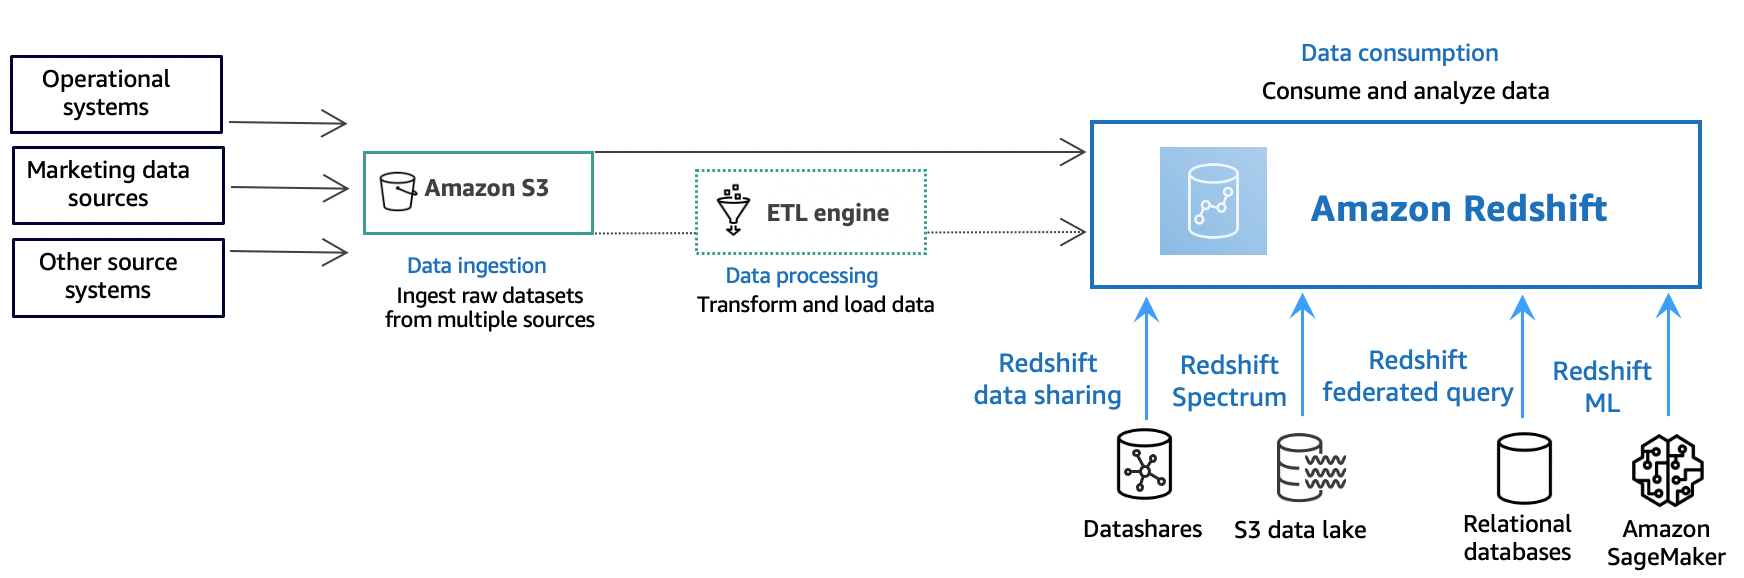 Operational
systems
Marketing data
sources
Other source
systems
Amazon S3
Data ingestion
Ingest raw datasets
from multiple sources
ETL engine
Data processing
Transform and load data
Data consumption
Consume and analyze data
Amazon Redshift
Redshift
data sharing
Redshift
Spectrum
Redshift
federated query
Redshift
ML
Datashares
S3 data lake
Relational
databases
Amazon
SageMaker